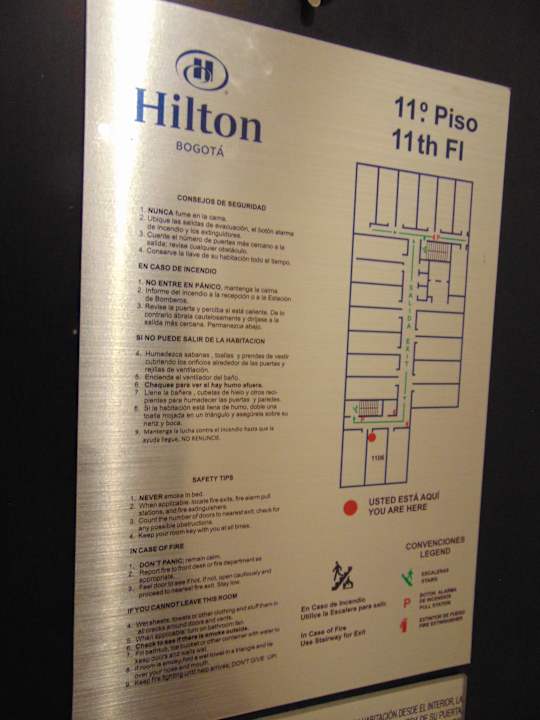 Hilton
BOGOTÁ
11º. Piso
11th Fl
CONSEJOS DE SEGURIDAD
1. NUNCA fume en la cama.
2. Ubique las salidas de evacuación, el botón alarma
de incendio y los extinguidores.
3. Cuente el número de puertas más cercano a la
salida; revise cualquier obstáculo.
4. Conserve la llave de su habitación todo el tiempo.
EN CASO DE INCENDIO
1. NO ENTRE EN PÁNICO, mantenga la calma.
2. Informe del incendio a la recepción o a la Estación
de Bomberos.
3. Revise la puerta y perciba si está caliente. De lo
contrario ábrala cautelosamente y diríjase a la
salida más cercana. Permanezca abajo.
SI NO PUEDE SALIR DE LA HABITACION
4. Humedezca sabanas, toallas y prendas de vestir
cubriendo los orificios alrededor de las puertas y
rejillas de ventilación.
5. Encienda el ventilador del baño.
6. Chequee para ver si hay humo afuera.
7. Llene la bañera, cubetas de hielo y otros reci-
pientes para humedecer las puertas y paredes.
8. Si la habitación está llena de humo, doble una
toalla mojada en un triángulo y asegúrela sobre su
nariz y boca.
9. Mantenga la lucha contra el incendio hasta que la
ayuda llegue, NO RENUNCIE.
SAFETY TIPS
1. NEVER smoke in bed.
2. When applicable: locate fire exits, fire alarm pull
stations, and fire extinguishers.
3. Count the number of doors to nearest exit; check for
any possible obstructions.
4. Keep your room key with you at all times.
IN CASE OF FIRE
1. DON'T PANIC; remain calm.
2. Report fire to front desk or fire department as
appropriate.
3. Feel door to see if hot, if not, open cautiously and
proceed to nearest fire exit. Stay low.
IF YOU CANNOT LEAVE THIS ROOM
4. Wet sheets, towels or other clothing and stuff them in
all cracks around doors and vents.
5. When applicable: turn on bathroom fan.
6. Check to see if there is smoke outside.
7. Fill bathtub, ice bucket or other container with water to
keep doors and walls wet.
8. If room is smoky, fold a wet towel in a triangle and tie
over your nose and mouth.
9. Keep fire fighting until help arrives; DON'T GIVE UP!
SALIDA EXIT
1108
USTED ESTÁ AQUÍ
YOU ARE HERE
CONVENCIONES
LEGEND
ESCALERAS
STAIRS
P
BOTON ALARMA
DE INCENDIOS
PULL STATION
EXTINTOR DE FUEGO
FIRE EXTINGUISHER
En Caso de Incendio
Utilice la Escalera para salir
In Case of Fire
Use Stairway for Exit
HABITACIÓN DESDE EL INTERIOR, LA
DE SU PUERTA